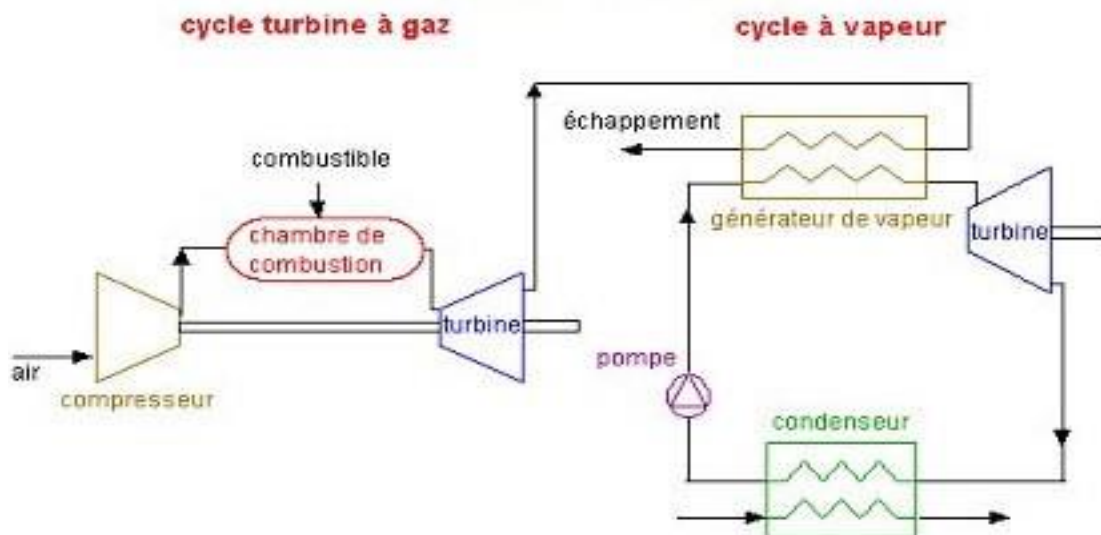 cycle turbine à gaz
cycle à vapeur
échappement
combustible
générateur de vapeur
chambre de
combustion
turbine
turbine
pompe
air
compresseur
condenseur